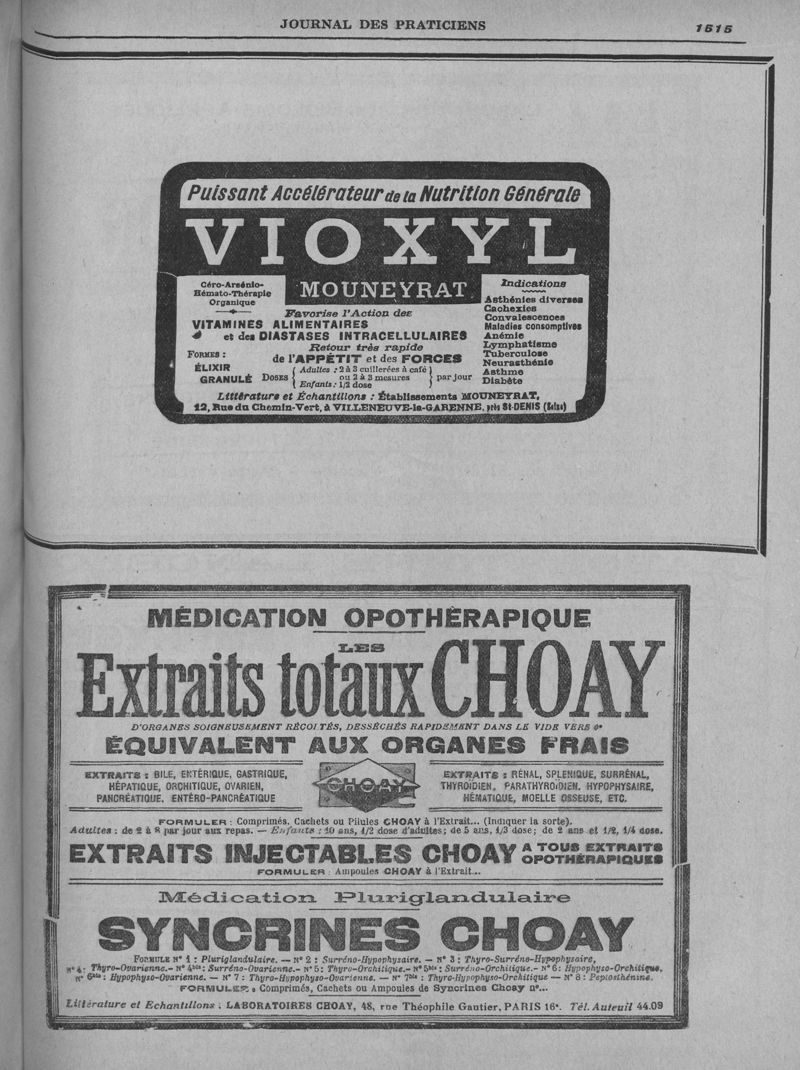 JOURNAL DES PRATICIENS 1515
Puissant Accélérateur de la Nutrition Générale
VIOXYL
MOUNEYRAT
Céro-Arsénio-
Hémato-Thérapie
Organique
Favorise l'Action des
VITAMINES ALIMENTAIRES
et des DIASTASES INTRACELLULAIRES
Retour très rapide
de l'APPÉTIT et des FORCES
FORMES :
ÉLIXIR
GRANULÉ
DOSES
Adultes : 2 à 3 cuillerées à café
ou 2 à 3 mesures
Enfants : 1/2 dose
par jour
Indications
Asthénies diverses
Cachexies
Convalescences
Maladies consomptives
Anémie
Lymphatisme
Tuberculose
Neurasthénie
Asthme
Diabète
Littérature et Échantillons : Établissements MOUNEYRAT,
12, Rue du Chemin-Vert, à VILLENEUVE-la-GARENNE, près St-DENIS (Seine)
MÉDICATION OPOTHÉRAPIQUE
LES
Extraits totaux CHOAY
D'ORGANES SOIGNEUSEMENT RÉCOLTÉS, DESSÉCHÉS RAPIDEMENT DANS LE VIDE VERS 0°
ÉQUIVALENT AUX ORGANES FRAIS
EXTRAITS : BILE, ENTÉRIQUE, GASTRIQUE,
HÉPATIQUE, ORCHITIQUE, OVARIEN,
PANCRÉATIQUE, ENTÉRO-PANCRÉATIQUE
CHOAY
EXTRAITS : RÉNAL, SPLENIQUE, SURRÉNAL,
THYROÏDIEN, PARATHYROÏDIEN, HYPOPHYSAIRE,
HÉMATIQUE, MOELLE OSSEUSE, ETC.
FORMULER : Comprimés, Cachets ou Pilules CHOAY à l'Extrait... (Indiquer la sorte).
Adultes : de 2 à 8 par jour aux repas. — Enfants : 10 ans, 1/2 dose d'adultes; de 5 ans, 1/3 dose; de 2 ans et 1/2, 1/4 dose.
EXTRAITS INJECTABLES CHOAY A TOUS EXTRAITS OPOTHÉRAPIQUES
FORMULER : Ampoules CHOAY à l'Extrait...
Médication Pluriglandulaire
SYNCRINES CHOAY
FORMULE N° 1 : Pluriglandulaire. — N° 2 : Surréno-Hypophysaire. — N° 3 : Thyro-Surréno-Hypophysaire,
N° 4 : Thyro-Ovarienne. — N° 4bis : Surréno-Ovarienne. — N° 5 : Thyro-Orchitique. — N° 5bis : Surréno-Orchitique. — N° 6 : Hypophyso-Orchitique,
N° 6bis : Hypophyso-Ovarienne. — N° 7 : Thyro-Hypophyso-Ovarienne. — N° 7bis : Thyro-Hypophyso-Orchitique — N° 8 : Peplosthénine.
FORMULER : Comprimés, Cachets ou Ampoules de Syncrines Choay n°...
Littérature et Echantillons : LABORATOIRES CHOAY, 48, rue Théophile Gautier, PARIS 16e. Tél. Auteuil 44.09